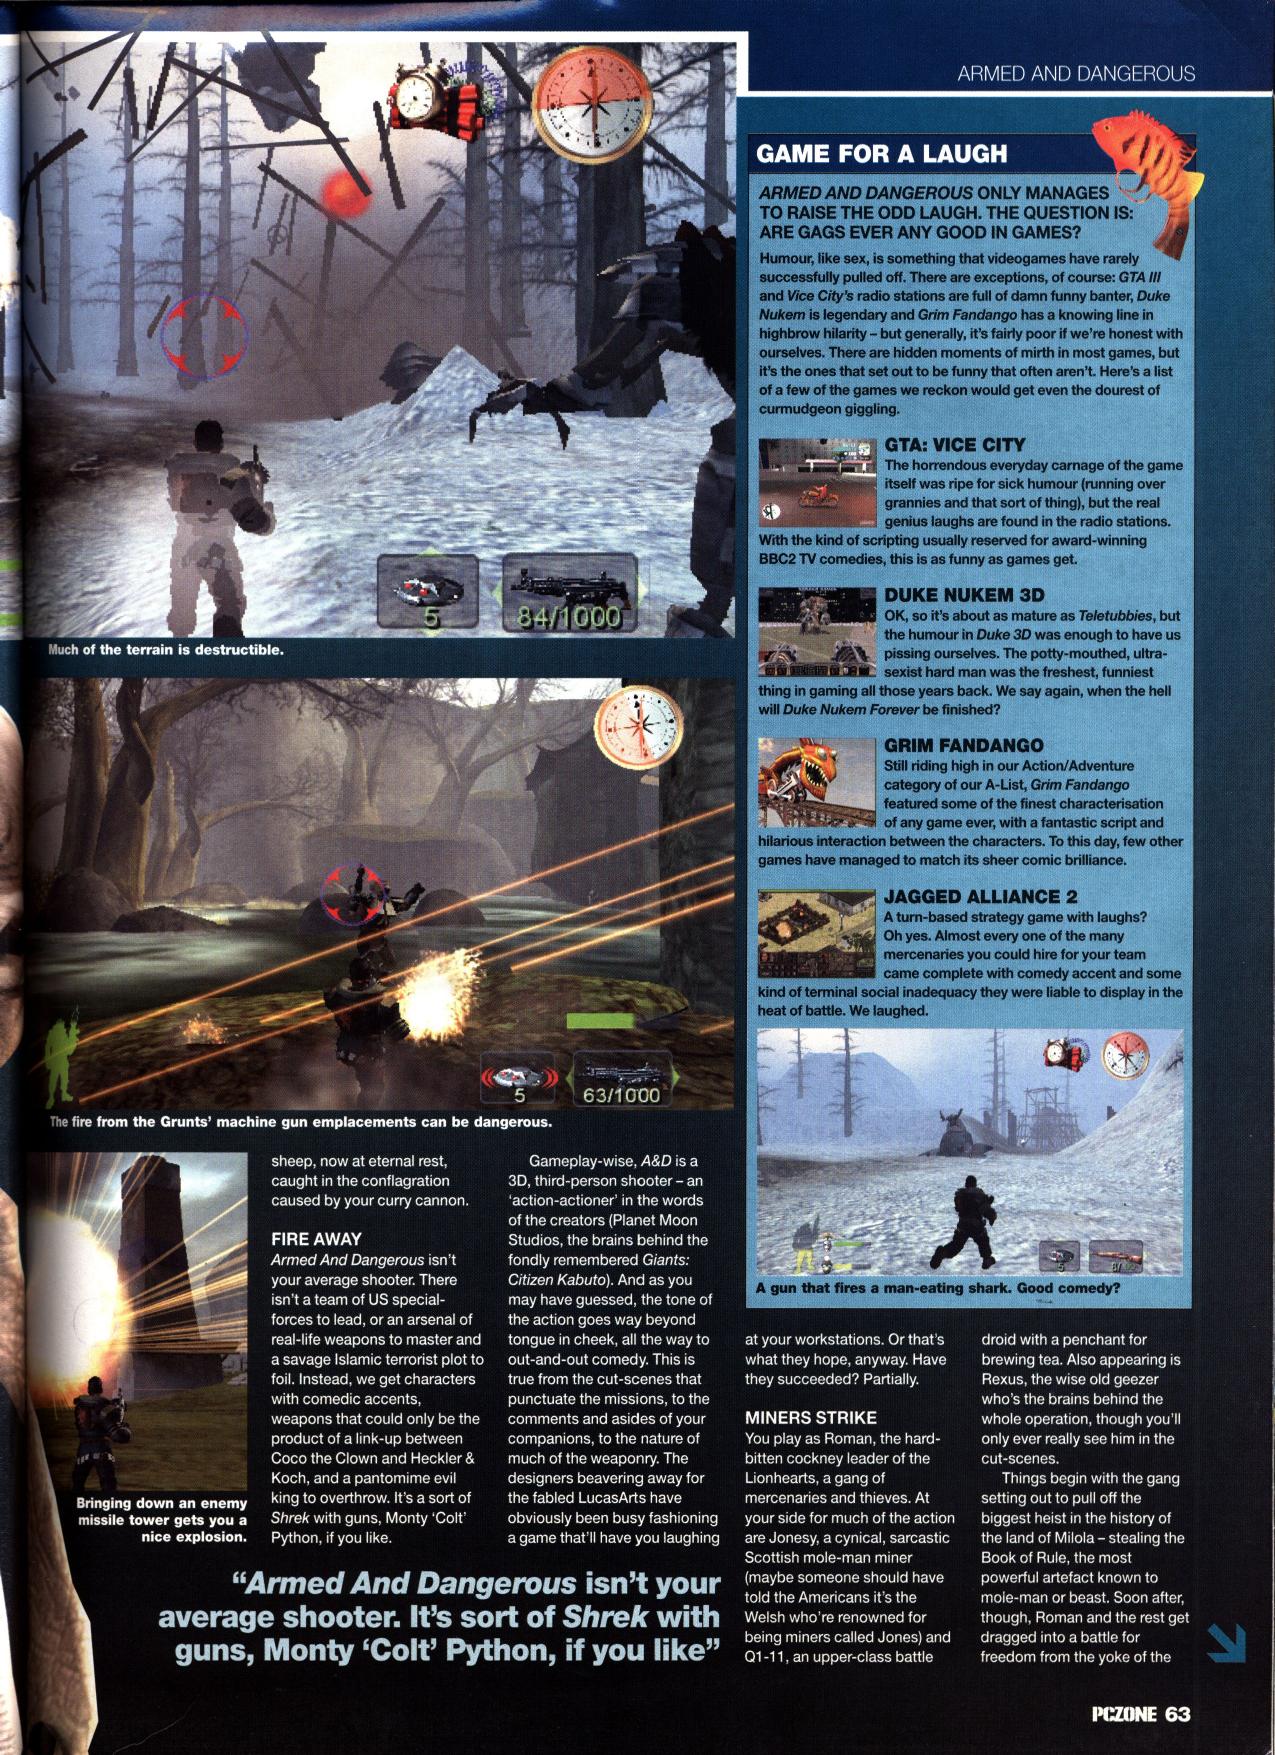 ARMED AND DANGEROUS
5
84/1000
Much of the terrain is destructible.
5
63/1000
The fire from the Grunts' machine gun emplacements can be dangerous.
Bringing down an enemy
missile tower gets you a
nice explosion.
sheep, now at eternal rest,
caught in the conflagration
caused by your curry cannon.
FIRE AWAY
Armed And Dangerous isn't
your average shooter. There
isn't a team of US special-
forces to lead, or an arsenal of
real-life weapons to master and
a savage Islamic terrorist plot to
foil. Instead, we get characters
with comedic accents,
weapons that could only be the
product of a link-up between
Coco the Clown and Heckler &
Koch, and a pantomime evil
king to overthrow. It's a sort of
Shrek with guns, Monty 'Colt'
Python, if you like.
Gameplay-wise, A&D is a
3D, third-person shooter – an
'action-actioner' in the words
of the creators (Planet Moon
Studios, the brains behind the
fondly remembered Giants:
Citizen Kabuto). And as you
may have guessed, the tone of
the action goes way beyond
tongue in cheek, all the way to
out-and-out comedy. This is
true from the cut-scenes that
punctuate the missions, to the
comments and asides of your
companions, to the nature of
much of the weaponry. The
designers beavering away for
the fabled LucasArts have
obviously been busy fashioning
a game that'll have you laughing
"Armed And Dangerous isn't your
average shooter. It's sort of Shrek with
guns, Monty 'Colt' Python, if you like"
GAME FOR A LAUGH
ARMED AND DANGEROUS ONLY MANAGES
TO RAISE THE ODD LAUGH. THE QUESTION IS:
ARE GAGS EVER ANY GOOD IN GAMES?
Humour, like sex, is something that videogames have rarely
successfully pulled off. There are exceptions, of course: GTA III
and Vice City's radio stations are full of damn funny banter, Duke
Nukem is legendary and Grim Fandango has a knowing line in
highbrow hilarity – but generally, it's fairly poor if we're honest with
ourselves. There are hidden moments of mirth in most games, but
it's the ones that set out to be funny that often aren't. Here's a list
of a few of the games we reckon would get even the dourest of
curmudgeon giggling.
GTA: VICE CITY
The horrendous everyday carnage of the game
itself was ripe for sick humour (running over
grannies and that sort of thing), but the real
genius laughs are found in the radio stations.
With the kind of scripting usually reserved for award-winning
BBC2 TV comedies, this is as funny as games get.
DUKE NUKEM 3D
OK, so it's about as mature as Teletubbies, but
the humour in Duke 3D was enough to have us
pissing ourselves. The potty-mouthed, ultra-
sexist hard man was the freshest, funniest
thing in gaming all those years back. We say again, when the hell
will Duke Nukem Forever be finished?
GRIM FANDANGO
Still riding high in our Action/Adventure
category of our A-List, Grim Fandango
featured some of the finest characterisation
of any game ever, with a fantastic script and
hilarious interaction between the characters. To this day, few other
games have managed to match its sheer comic brilliance.
JAGGED ALLIANCE 2
A turn-based strategy game with laughs?
Oh yes. Almost every one of the many
mercenaries you could hire for your team
came complete with comedy accent and some
kind of terminal social inadequacy they were liable to display in the
heat of battle. We laughed.
A gun that fires a man-eating shark. Good comedy?
at your workstations. Or that's
what they hope, anyway. Have
they succeeded? Partially.
MINERS STRIKE
You play as Roman, the hard-
bitten cockney leader of the
Lionhearts, a gang of
mercenaries and thieves. At
your side for much of the action
are Jonesy, a cynical, sarcastic
Scottish mole-man miner
(maybe someone should have
told the Americans it's the
Welsh who're renowned for
being miners called Jones) and
Q1-11, an upper-class battle
droid with a penchant for
brewing tea. Also appearing is
Rexus, the wise old geezer
who's the brains behind the
whole operation, though you'll
only ever really see him in the
cut-scenes.
Things begin with the gang
setting out to pull off the
biggest heist in the history of
the land of Milola – stealing the
Book of Rule, the most
powerful artefact known to
mole-man or beast. Soon after,
though, Roman and the rest get
dragged into a battle for
freedom from the yoke of the
PCZONE 63